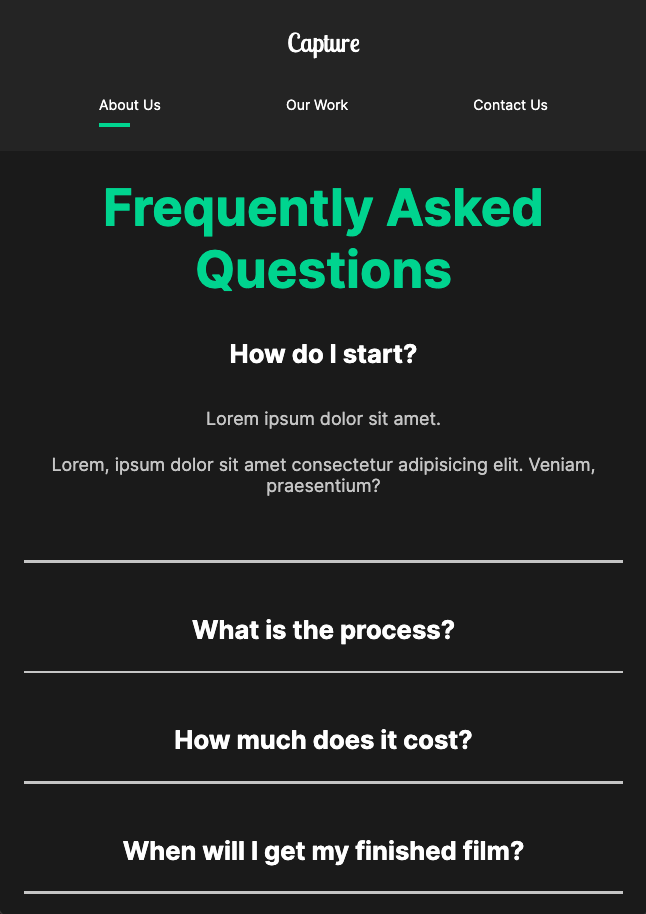 Capture
About Us
Our Work
Contact Us
Frequently Asked
Questions
How do I start?
Lorem ipsum dolor sit amet.
Lorem, ipsum dolor sit amet consectetur adipisicing elit. Veniam,
praesentium?
What is the process?
How much does it cost?
When will I get my finished film?